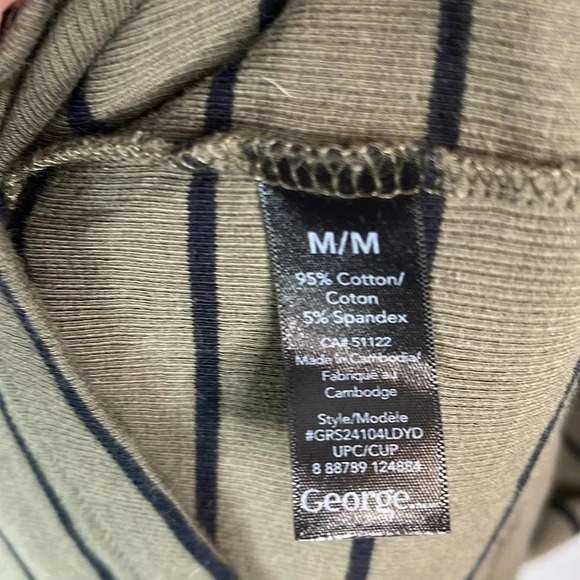 M/M
95% Cotton/
Coton
5% Spandex
CA# 51122
Made in Cambodia/
Fabrique au
Cambodge
Style/Modèle
#GRS24104LDYD
UPC/CUP
8 88789 124884
George